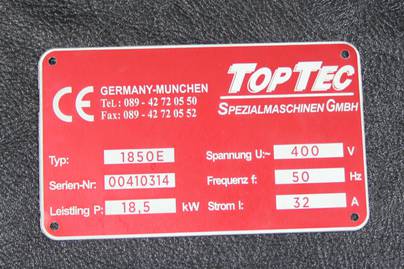 CE GERMANY-MUNCHEN
Tel.: 089 - 42 72 05 50
Fax: 089 - 42 72 05 52
TOPTEC
SPEZIALMASCHINEN GMBH
Typ: 1850E Spannung U:~ 400 V
Serien-Nr: 00410314 Frequenz f: 50 Hz
Leistling P: 18,5 kW Strom I: 32 A